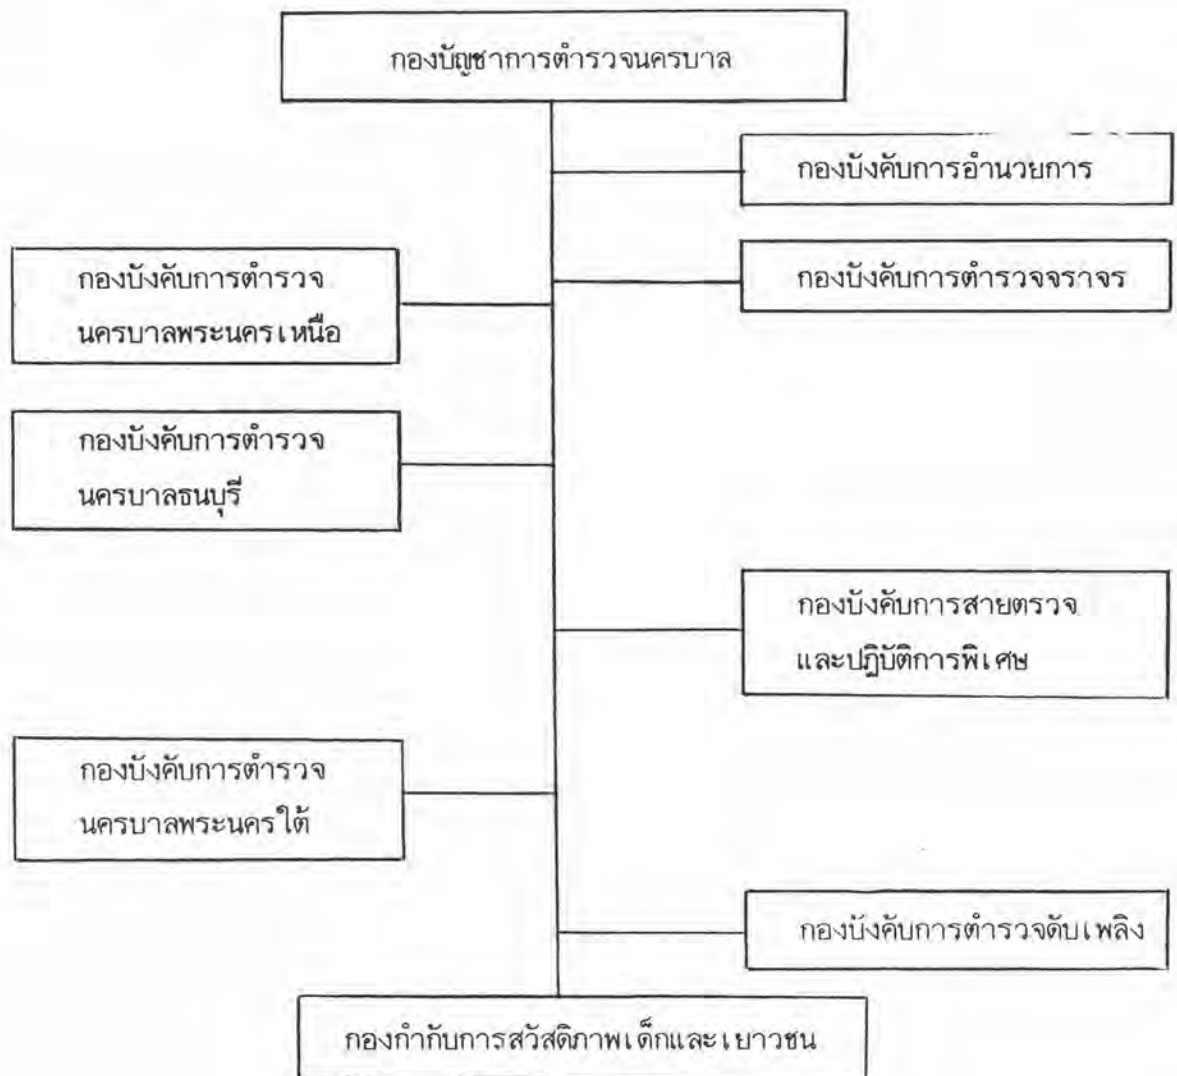 กองบัญชาการตำรวจนครบาล
กองบังคับการอำนวยการ
กองบังคับการตำรวจจราจร
กองบังคับการตำรวจ
นครบาลพระนครเหนือ
กองบังคับการตำรวจ
นครบาลธนบุรี
กองบังคับการสายตรวจ
และปฏิบัติการพิเศษ
กองบังคับการตำรวจ
นครบาลพระนครใต้
กองบังคับการตำรวจดับเพลิง
กองกำกับการสวัสดิภาพเด็กและเยาวชน